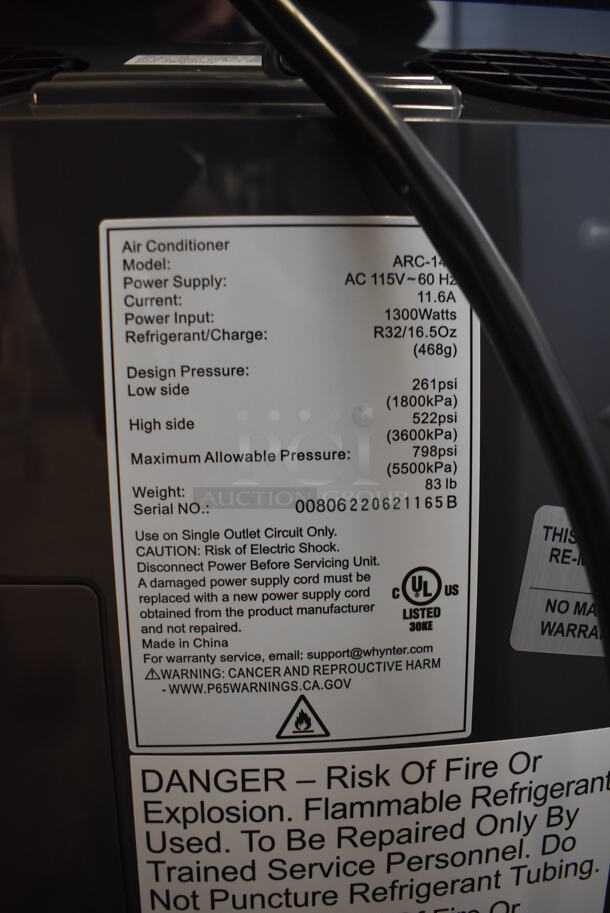 Air Conditioner
Model:
Power Supply: AC 115V~60 Hz
Current: 11.6A
Power Input: 1300Watts
Refrigerant/Charge: R32/16.5Oz
(468g)
Design Pressure:
Low side 261psi
(1800kPa)
High side 522psi
(3600kPa)
Maximum Allowable Pressure: 798psi
(5500kPa)
Weight: 83 lb
Serial NO.: 00806220621165B
PCI
AUCTION GROUP
Use on Single Outlet Circuit Only.
CAUTION: Risk of Electric Shock.
Disconnect Power Before Servicing Unit.
A damaged power supply cord must be
replaced with a new power supply cord
obtained from the product manufacturer
and not repaired.
Made in China
For warranty service, email: support@whynter.com
⚠WARNING: CANCER AND REPROUCTIVE HARM
- WWW.P65WARNINGS.CA.GOV
C UL US
LISTED
30KE
NO
DANGER – Risk Of Fire Or
Explosion. Flammable Refrigerant
Used. To Be Repaired Only By
Trained Service Personnel. Do
Not Puncture Refrigerant Tubing.
Or